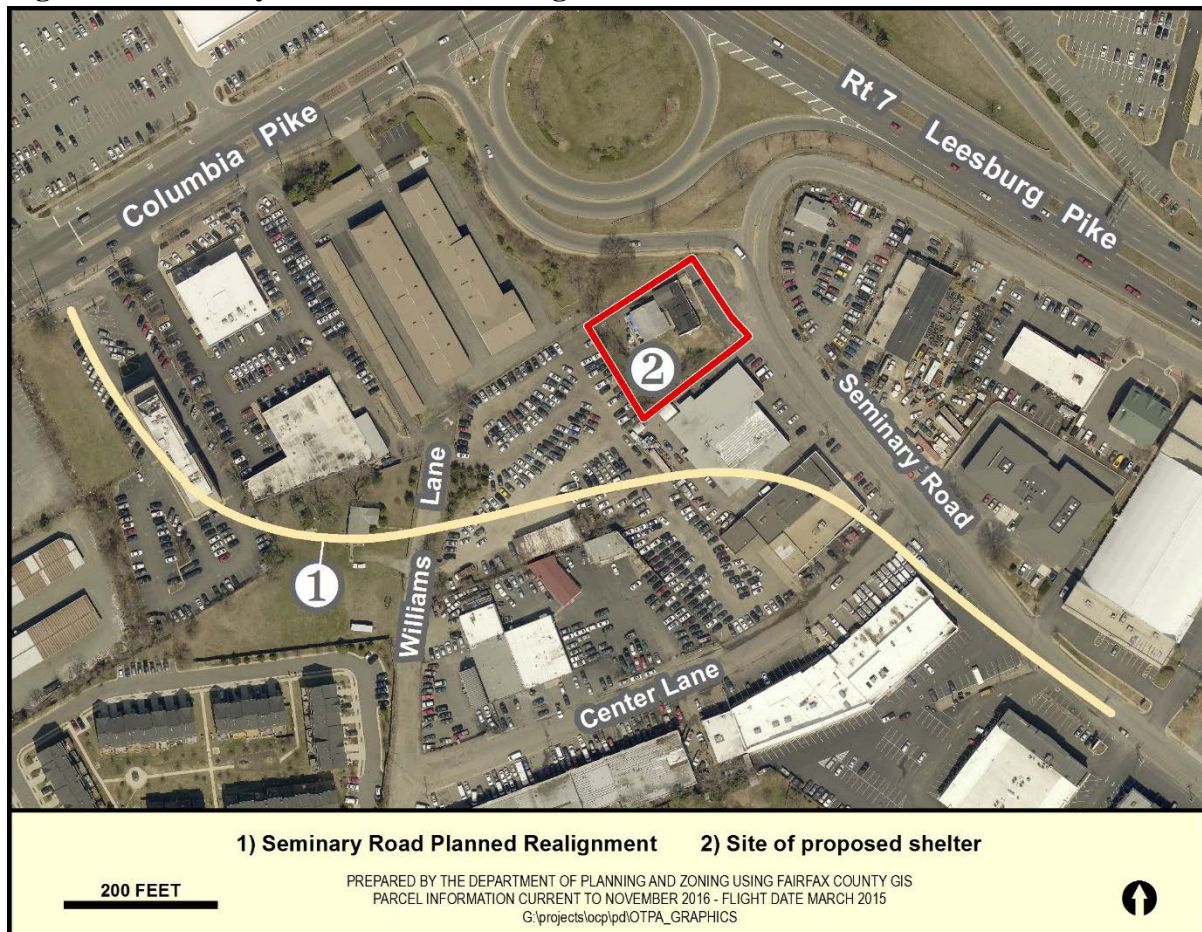 Columbia Pike
Rt 7 Leesburg Pike
2
Seminary Road
1
Williams Lane
Center Lane
1) Seminary Road Planned Realignment 2) Site of proposed shelter
200 FEET
PREPARED BY THE DEPARTMENT OF PLANNING AND ZONING USING FAIRFAX COUNTY GIS
PARCEL INFORMATION CURRENT TO NOVEMBER 2016 - FLIGHT DATE MARCH 2015
G:\projects\ocp\pd\OTPA_GRAPHICS